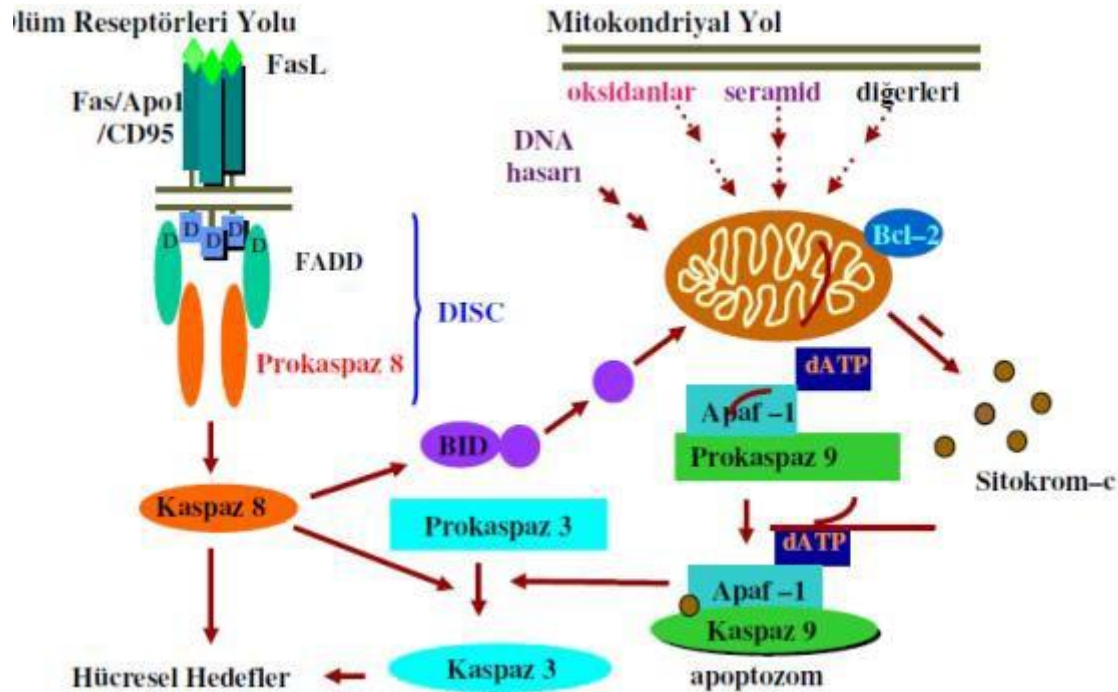 lüm Reseptörleri Yolu
FasL
Fas/Apo1
/CD95
D D D D D
FADD
DISC
Prokaspaz 8
Kaspaz 8
BID
Prokaspaz 3
Kaspaz 3
Hücresel Hedefler
Mitokondriyal Yol
oksidanlar seramid diğerleri
DNA
hasarı
Bcl–2
dATP
Apaf –1
Prokaspaz 9
Sitokrom–c
dATP
Apaf –1
Kaspaz 9
apoptozom